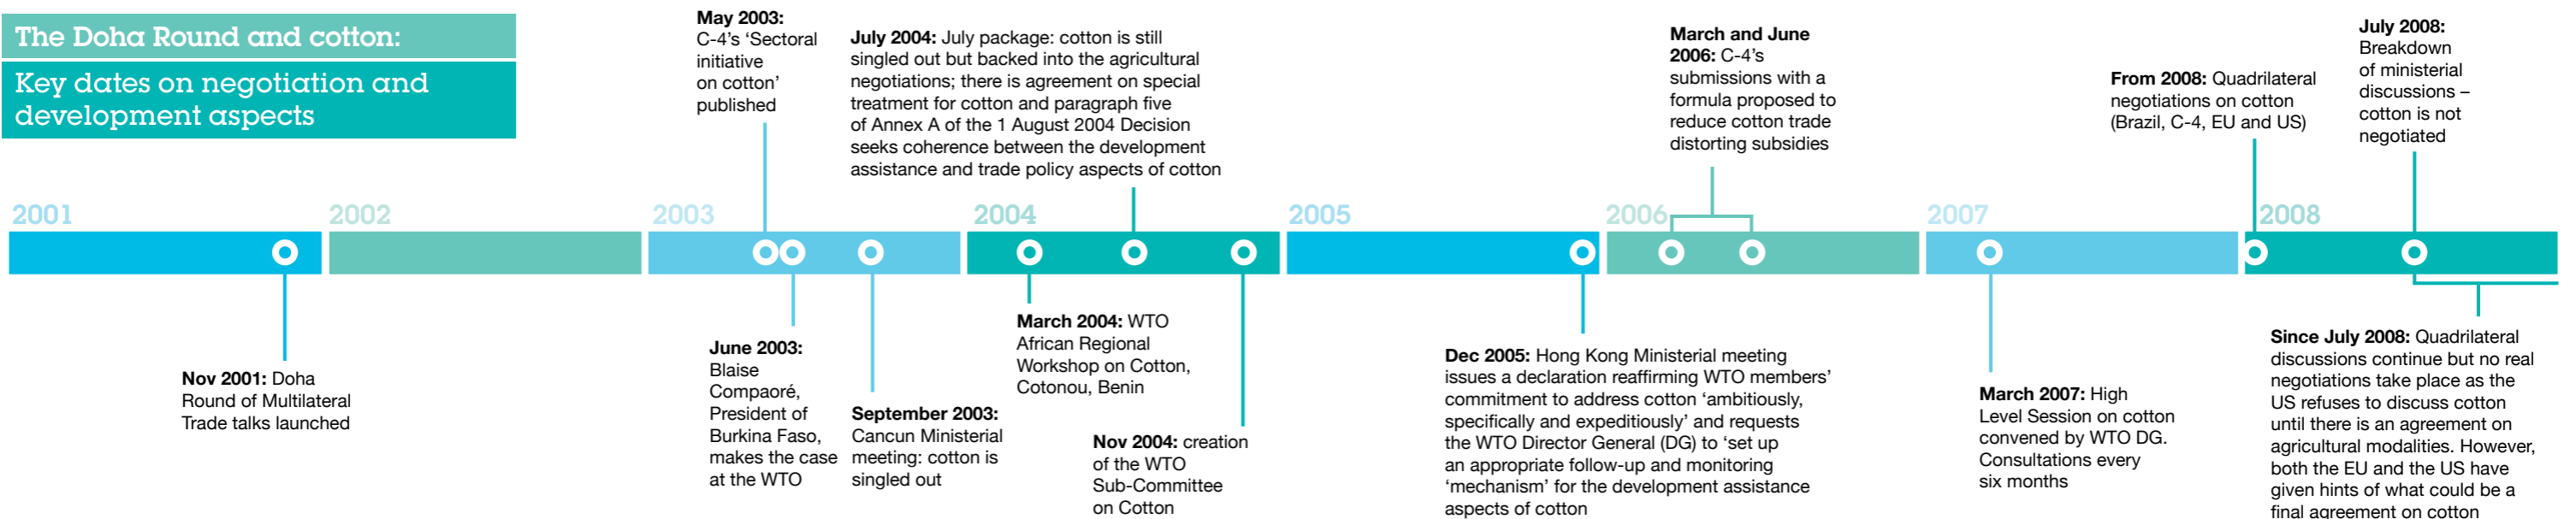 The Doha Round and cotton:
Key dates on negotiation and
development aspects
May 2003:
C-4’s ‘Sectoral
initiative
on cotton’
published
July 2004: July package: cotton is still
singled out but backed into the agricultural
negotiations; there is agreement on special
treatment for cotton and paragraph five
of Annex A of the 1 August 2004 Decision
seeks coherence between the development
assistance and trade policy aspects of cotton
March and June
2006: C-4’s
submissions with a
formula proposed to
reduce cotton trade
distorting subsidies
From 2008: Quadrilateral
negotiations on cotton
(Brazil, C-4, EU and US)
July 2008:
Breakdown
of ministerial
discussions –
cotton is not
negotiated
2001
2002
2003
2004
2005
2006
2007
2008
Nov 2001: Doha
Round of Multilateral
Trade talks launched
June 2003:
Blaise
Compaoré,
President of
Burkina Faso,
makes the case
at the WTO
September 2003:
Cancun Ministerial
meeting: cotton is
singled out
March 2004: WTO
African Regional
Workshop on Cotton,
Cotonou, Benin
Nov 2004: creation
of the WTO
Sub-Committee
on Cotton
Dec 2005: Hong Kong Ministerial meeting
issues a declaration reaffirming WTO members’
commitment to address cotton ‘ambitiously,
specifically and expeditiously’ and requests
the WTO Director General (DG) to ‘set up
an appropriate follow-up and monitoring
‘mechanism’ for the development assistance
aspects of cotton
March 2007: High
Level Session on cotton
convened by WTO DG.
Consultations every
six months
Since July 2008: Quadrilateral
discussions continue but no real
negotiations take place as the
US refuses to discuss cotton
until there is an agreement on
agricultural modalities. However,
both the EU and the US have
given hints of what could be a
final agreement on cotton